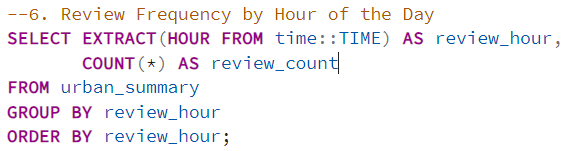 --6. Review Frequency by Hour of the Day
SELECT EXTRACT(HOUR FROM time::TIME) AS review_hour,
       COUNT(*) AS review_count
FROM urban_summary
GROUP BY review_hour
ORDER BY review_hour;